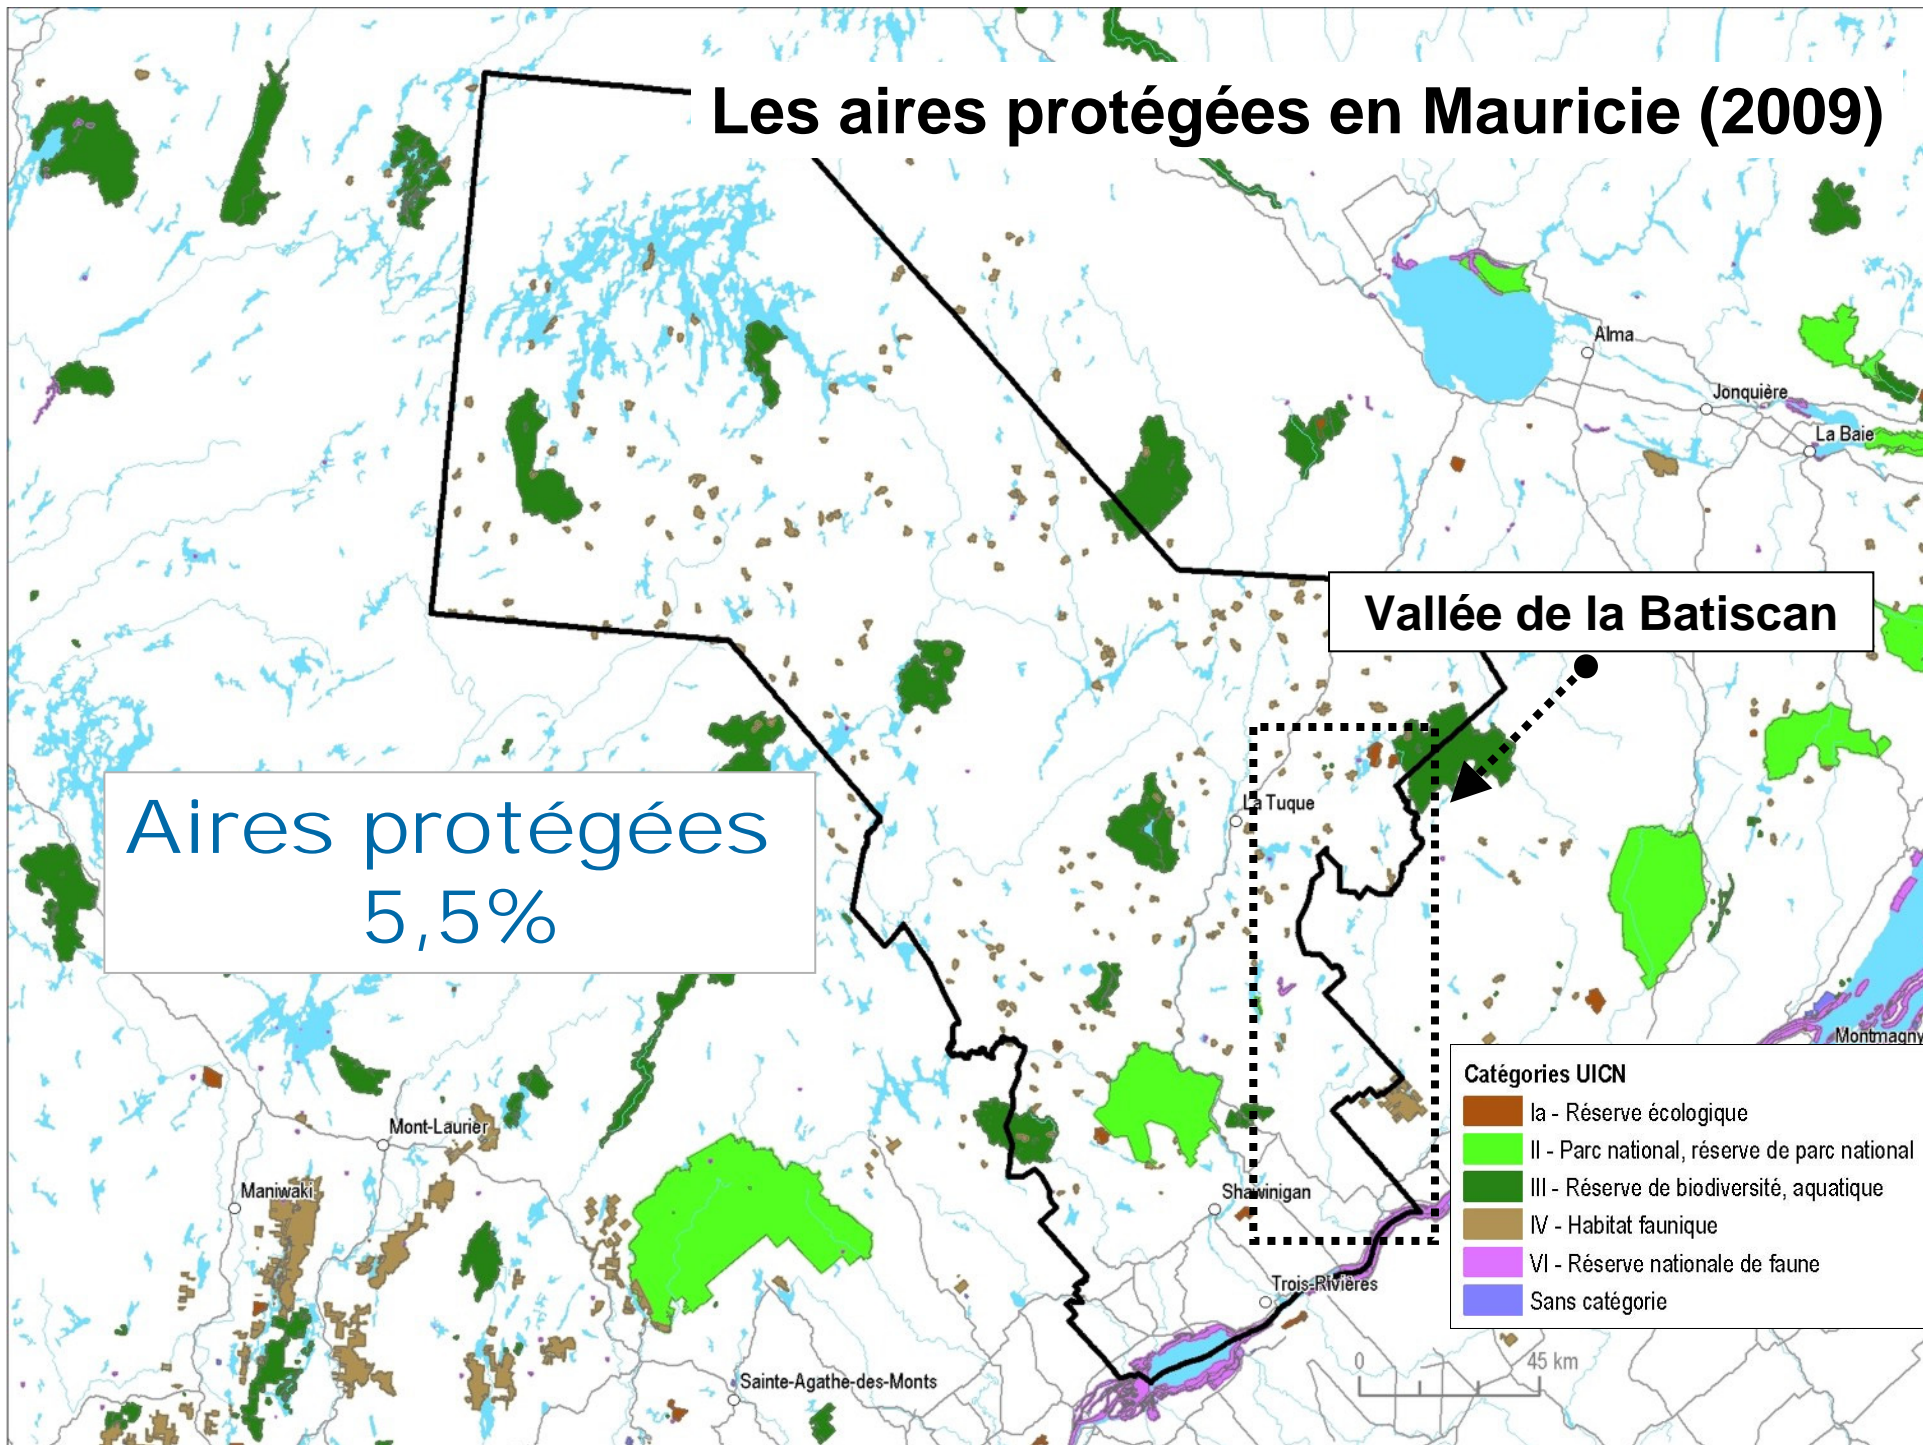 Les aires protégées en Mauricie (2009)
Alma
Jonquière
La Baie
Vallée de la Batiscan
La Tuque
Aires protégées
5,5%
Montmagny
Catégories UICN
Ia - Réserve écologique
II - Parc national, réserve de parc national
III - Réserve de biodiversité, aquatique
IV - Habitat faunique
VI - Réserve nationale de faune
Sans catégorie
Mont-Laurier
Maniwaki
Shawinigan
Trois-Rivières
Sainte-Agathe-des-Monts
0 45 km